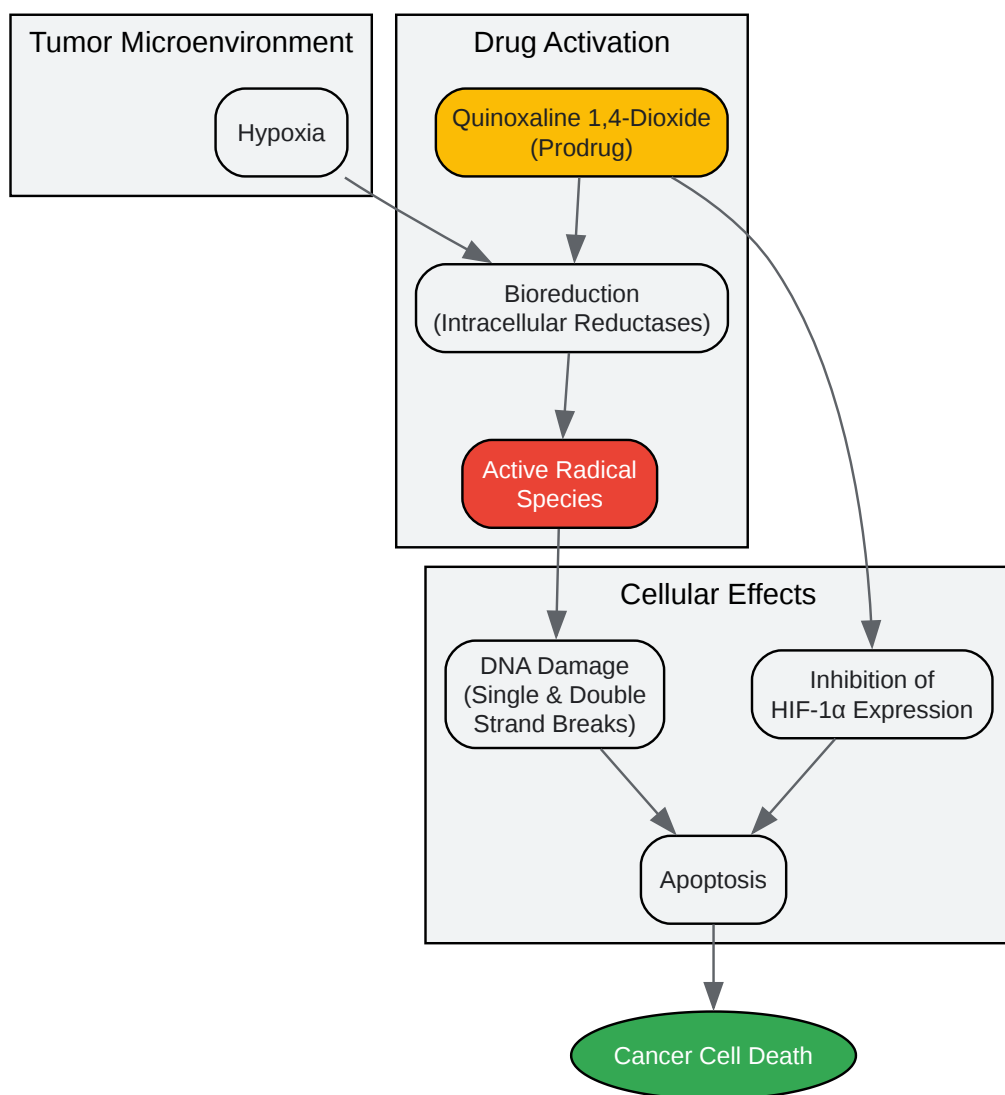 Tumor Microenvironment
Hypoxia
Drug Activation
Quinoxaline 1,4-Dioxide
(Prodrug)
Bioreduction
(Intracellular Reductases)
Active Radical
Species
Cellular Effects
DNA Damage
(Single & Double
Strand Breaks)
Inhibition of
HIF-1α Expression
Apoptosis
Cancer Cell Death